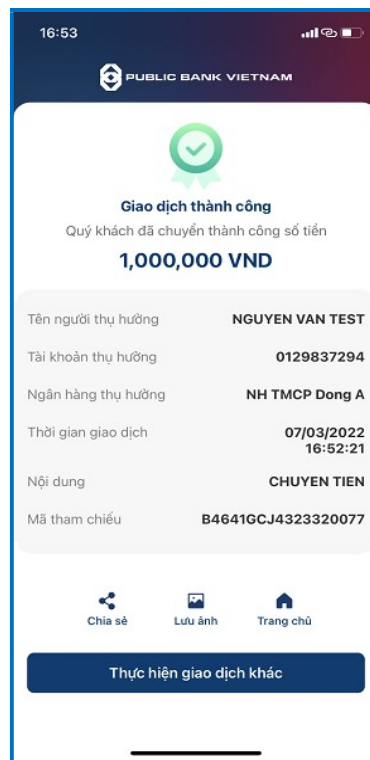 16:53
PUBLIC BANK VIETNAM
Giao dịch thành công
Quý khách đã chuyển thành công số tiền
1,000,000 VND
Tên người thụ hưởng NGUYEN VAN TEST
Tài khoản thụ hưởng 0129837294
Ngân hàng thụ hưởng NH TMCP Dong A
Thời gian giao dịch 07/03/2022
16:52:21
Nội dung CHUYEN TIEN
Mã tham chiếu B4641GCJ4323320077
Chia sẻ Lưu ảnh Trang chủ
Thực hiện giao dịch khác